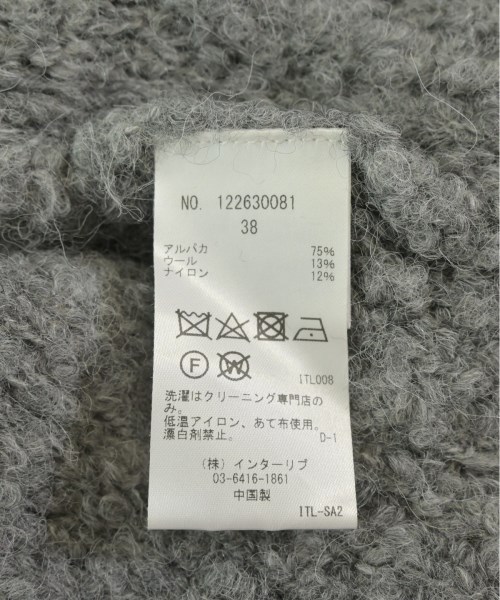 NO. 122630081
38
アルパカ 75%
ウール 13%
ナイロン 12%
F W
ITL008
洗濯はクリーニング専門店の
み。
低温アイロン、あて布使用。
漂白剤禁止。 D-1
(株) インターリブ
03-6416-1861
中国製
ITL-SA2